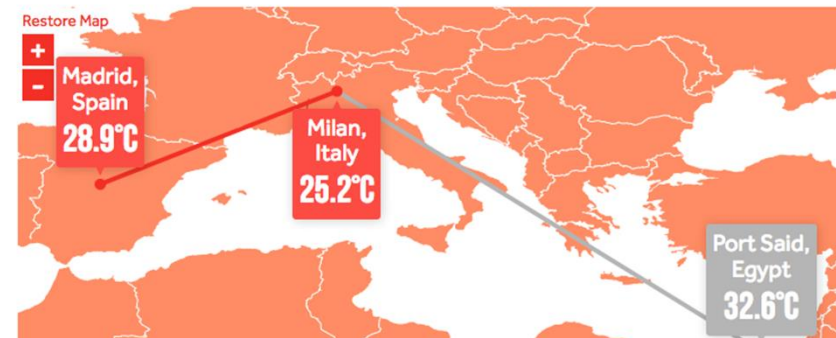 Restore Map
+
-
Madrid,
Spain
28.9°C
Milan,
Italy
25.2°C
Port Said,
Egypt
32.6°C